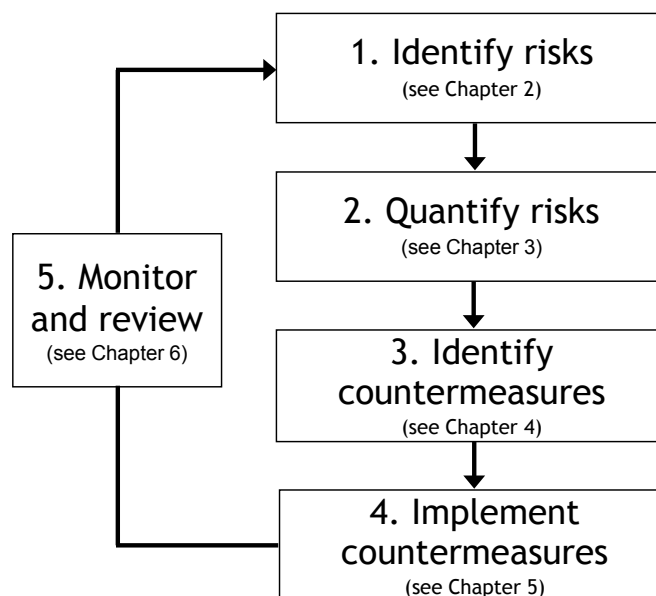 1. Identify risks
(see Chapter 2)
2. Quantify risks
(see Chapter 3)
5. Monitor
and review
(see Chapter 6)
3. Identify
countermeasures
(see Chapter 4)
4. Implement
countermeasures
(see Chapter 5)